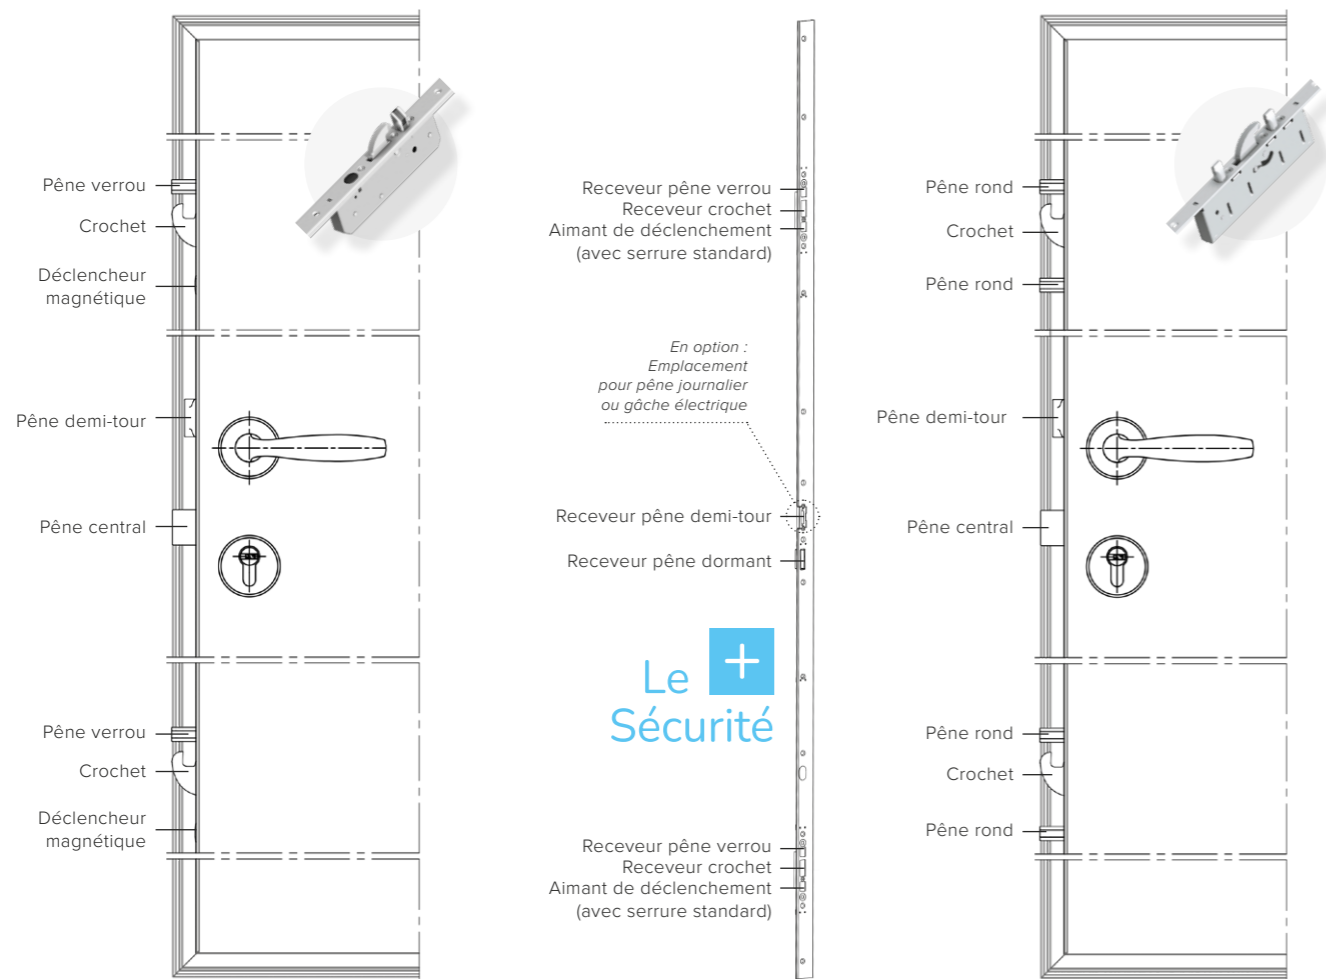 Pêne verrou
Crochet
Déclencheur
magnétique
Pêne demi-tour
Pêne central
Pêne verrou
Crochet
Déclencheur
magnétique
Receveur pêne verrou
Receveur crochet
Aimant de déclenchement
(avec serrure standard)
En option :
Emplacement
pour pêne journalier
ou gâche électrique
Receveur pêne demi-tour
Receveur pêne dormant
Le +
Sécurité
Receveur pêne verrou
Receveur crochet
Aimant de déclenchement
(avec serrure standard)
Pêne rond
Crochet
Pêne rond
Pêne demi-tour
Pêne central
Pêne rond
Crochet
Pêne rond